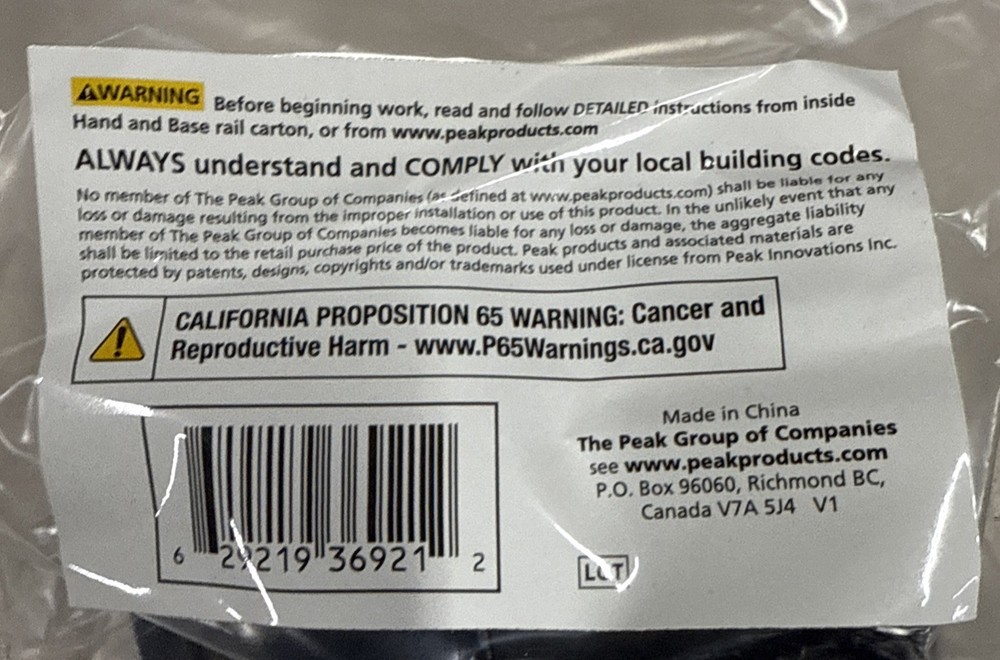 WARNING Before beginning work, read and follow DETAILED instructions from inside
Hand and Base rail carton, or from www.peakproducts.com
ALWAYS understand and COMPLY with your local building codes.
No member of The Peak Group of Companies (as defined at www.peakproducts.com) shall be liable for any
loss or damage resulting from the improper installation or use of this product. In the unlikely event that any
member of The Peak Group of Companies becomes liable for any loss or damage, the aggregate liability
shall be limited to the retail purchase price of the product. Peak products and associated materials are
protected by patents, designs, copyrights and/or trademarks used under license from Peak Innovations Inc.
CALIFORNIA PROPOSITION 65 WARNING: Cancer and
Reproductive Harm - www.P65Warnings.ca.gov
6 29219 36921 2
Made in China
The Peak Group of Companies
see www.peakproducts.com
P.O. Box 96060, Richmond BC,
Canada V7A 5J4 V1
LOT